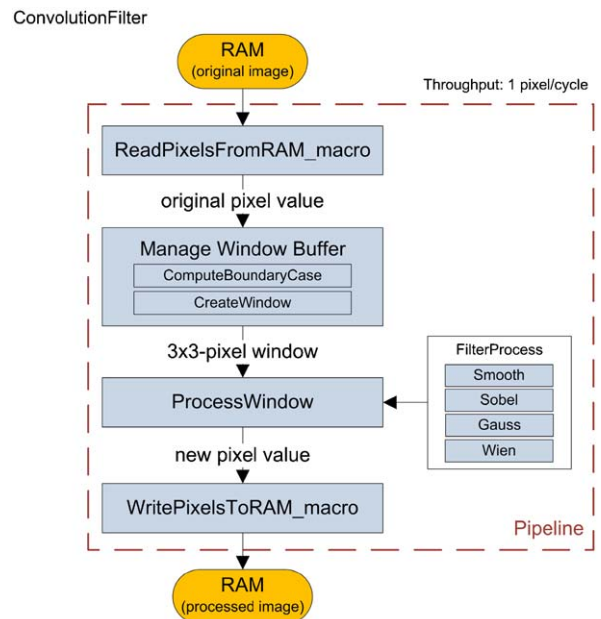 ConvolutionFilter
RAM
(original image)
Throughput: 1 pixel/cycle
ReadPixelsFromRAM_macro
original pixel value
Manage Window Buffer
ComputeBoundaryCase
CreateWindow
3x3-pixel window
FilterProcess
Smooth
Sobel
Gauss
Wien
ProcessWindow
new pixel value
WritePixelsToRAM_macro
Pipeline
RAM
(processed image)